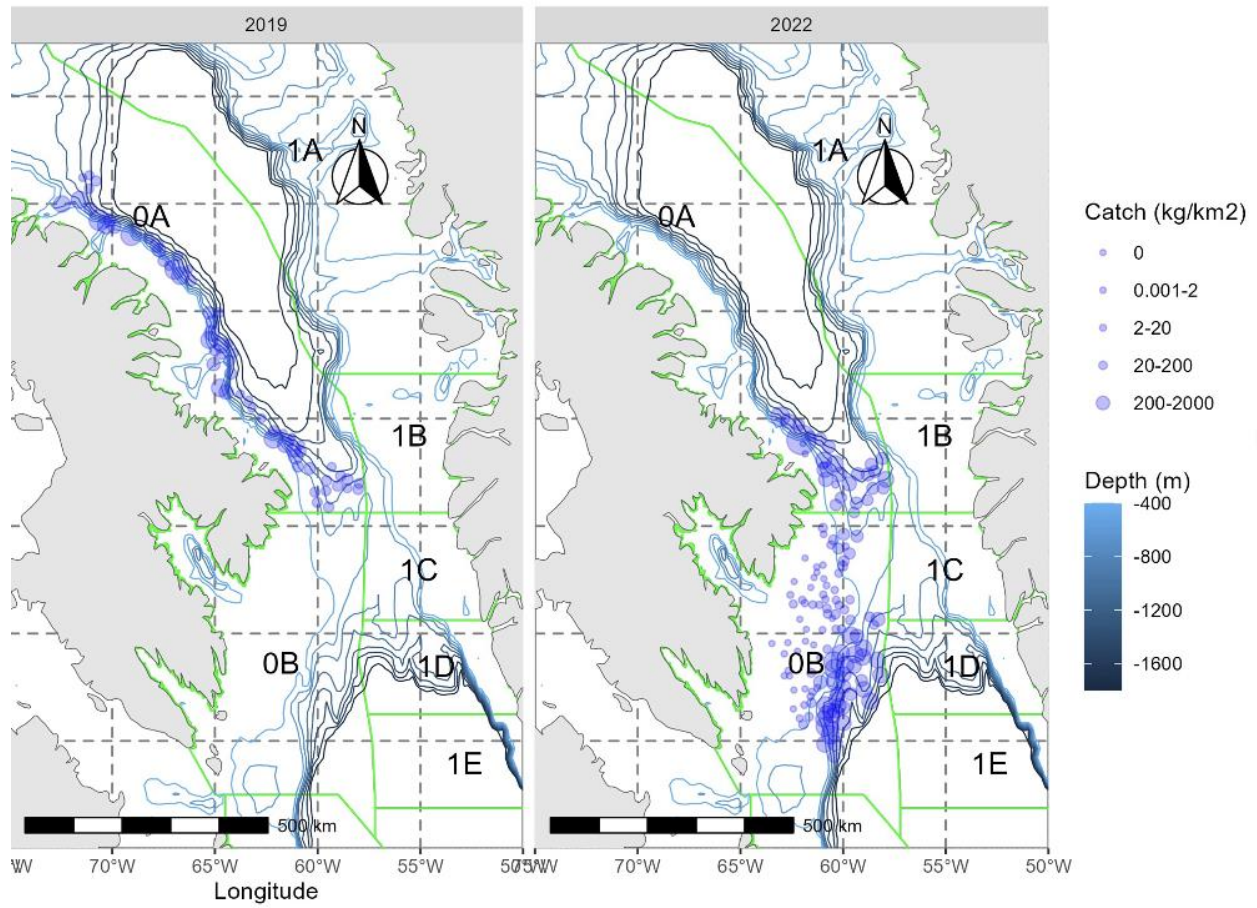 2019
2022
1A
N
0A
1B
1C
0B
1D
1E
500 km
1A
N
0A
1B
1C
0B
1D
1E
500 km
70°W 65°W 60°W 55°W
70°W 65°W 60°W 55°W 50°W
Longitude
Catch (kg/km2)
0
0.001-2
2-20
20-200
200-2000
Depth (m)
-400
-800
-1200
-1600